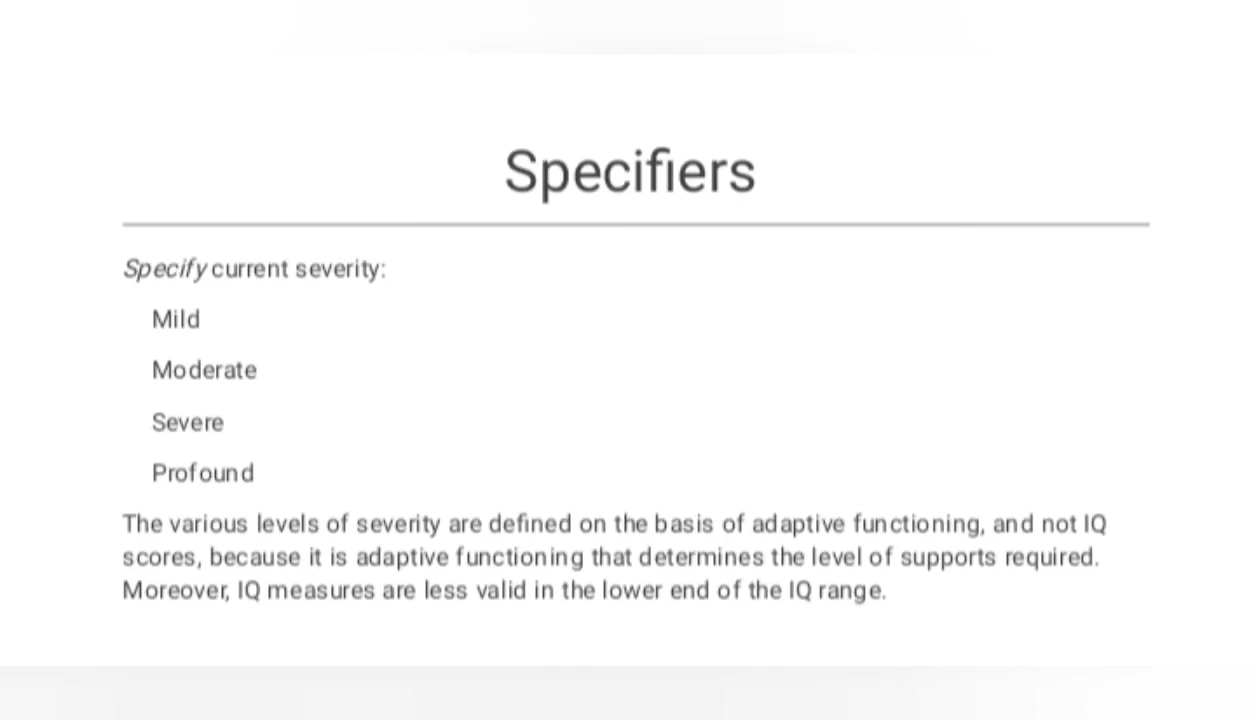 Specifiers
Specify current severity:
Mild
Moderate
Severe
Profound
The various levels of severity are defined on the basis of adaptive functioning, and not IQ
scores, because it is adaptive functioning that determines the level of supports required.
Moreover, IQ measures are less valid in the lower end of the IQ range.